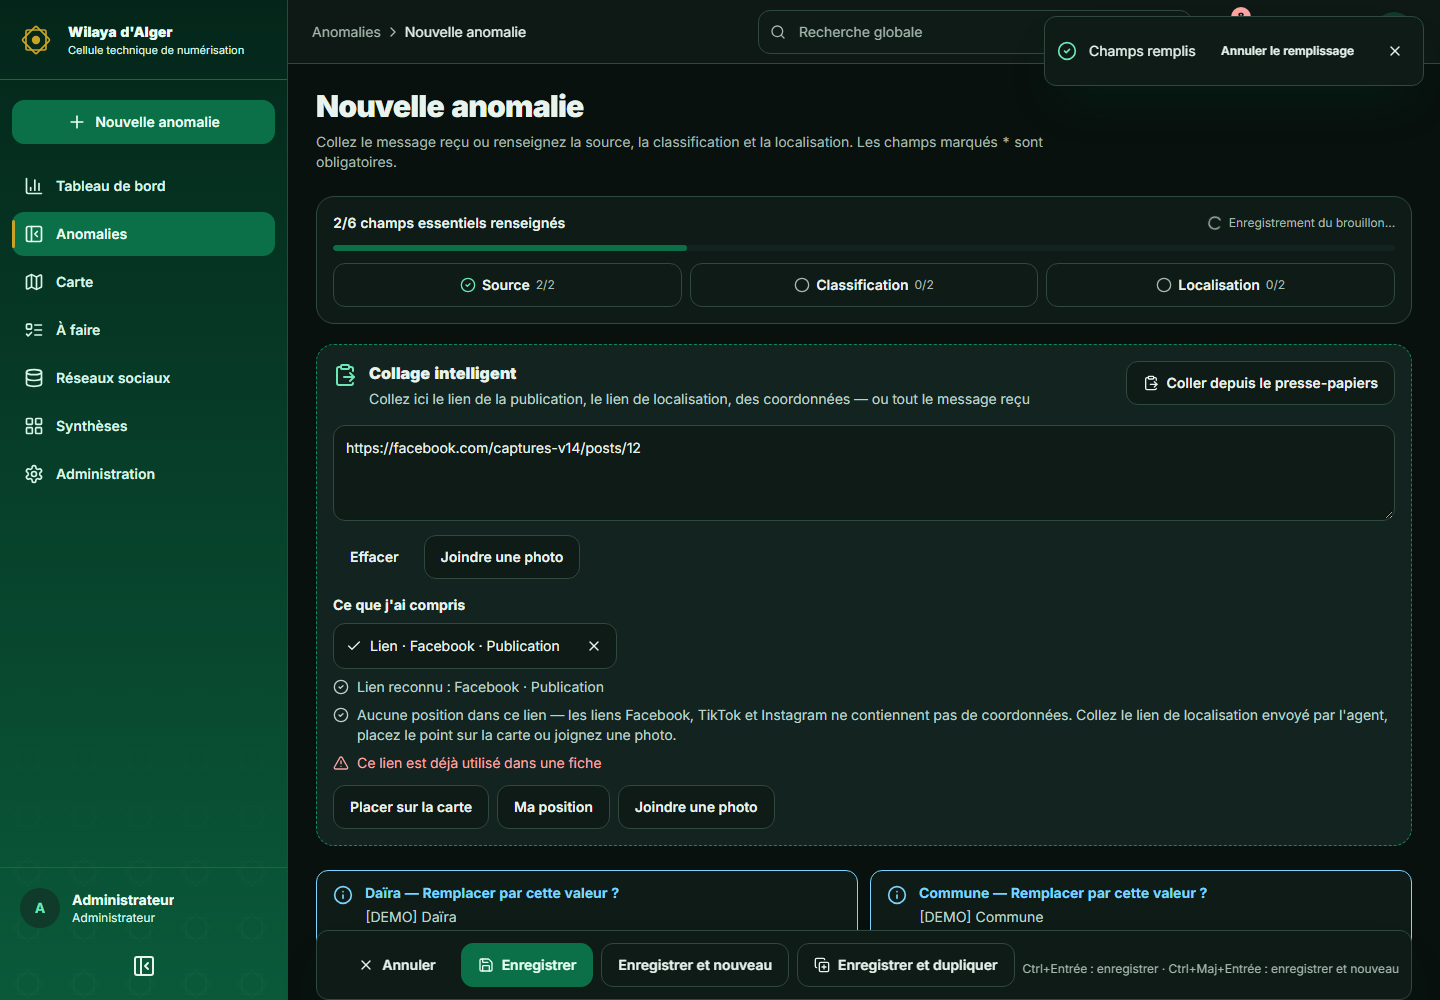 Wilaya d'Alger
Cellule technique de numérisation
Nouvelle anomalie
Tableau de bord
Anomalies
Carte
À faire
Réseaux sociaux
Synthèses
Administration
A
Administrateur
Administrateur
Anomalies > Nouvelle anomalie
Recherche globale
Champs remplis
Annuler le remplissage
Nouvelle anomalie
Collez le message reçu ou renseignez la source, la classification et la localisation. Les champs marqués * sont
obligatoires.
2/6 champs essentiels renseignés
Enregistrement du brouillon...
Source 2/2
Classification 0/2
Localisation 0/2
Collage intelligent
Collez ici le lien de la publication, le lien de localisation, des coordonnées — ou tout le message reçu
Coller depuis le presse-papiers
https://facebook.com/captures-v14/posts/12
Effacer
Joindre une photo
Ce que j'ai compris
Lien · Facebook · Publication
Lien reconnu : Facebook · Publication
Aucune position dans ce lien — les liens Facebook, TikTok et Instagram ne contiennent pas de coordonnées. Collez le lien de localisation envoyé par l'agent,
placez le point sur la carte ou joignez une photo.
Ce lien est déjà utilisé dans une fiche
Placer sur la carte
Ma position
Joindre une photo
Daïra — Remplacer par cette valeur ?
[DEMO] Daïra
Commune — Remplacer par cette valeur ?
[DEMO] Commune
Annuler
Enregistrer
Enregistrer et nouveau
Enregistrer et dupliquer
Ctrl+Entrée : enregistrer · Ctrl+Maj+Entrée : enregistrer et nouveau